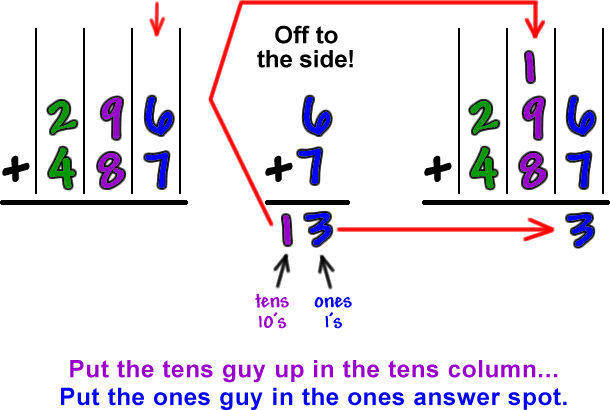 Off to
the side!
1
2 9 6
+ 4 8 7
6
+ 7
1 3
2 9 6
+ 4 8 7
3
tens
10's
ones
1's
Put the tens guy up in the tens column...
Put the ones guy in the ones answer spot.